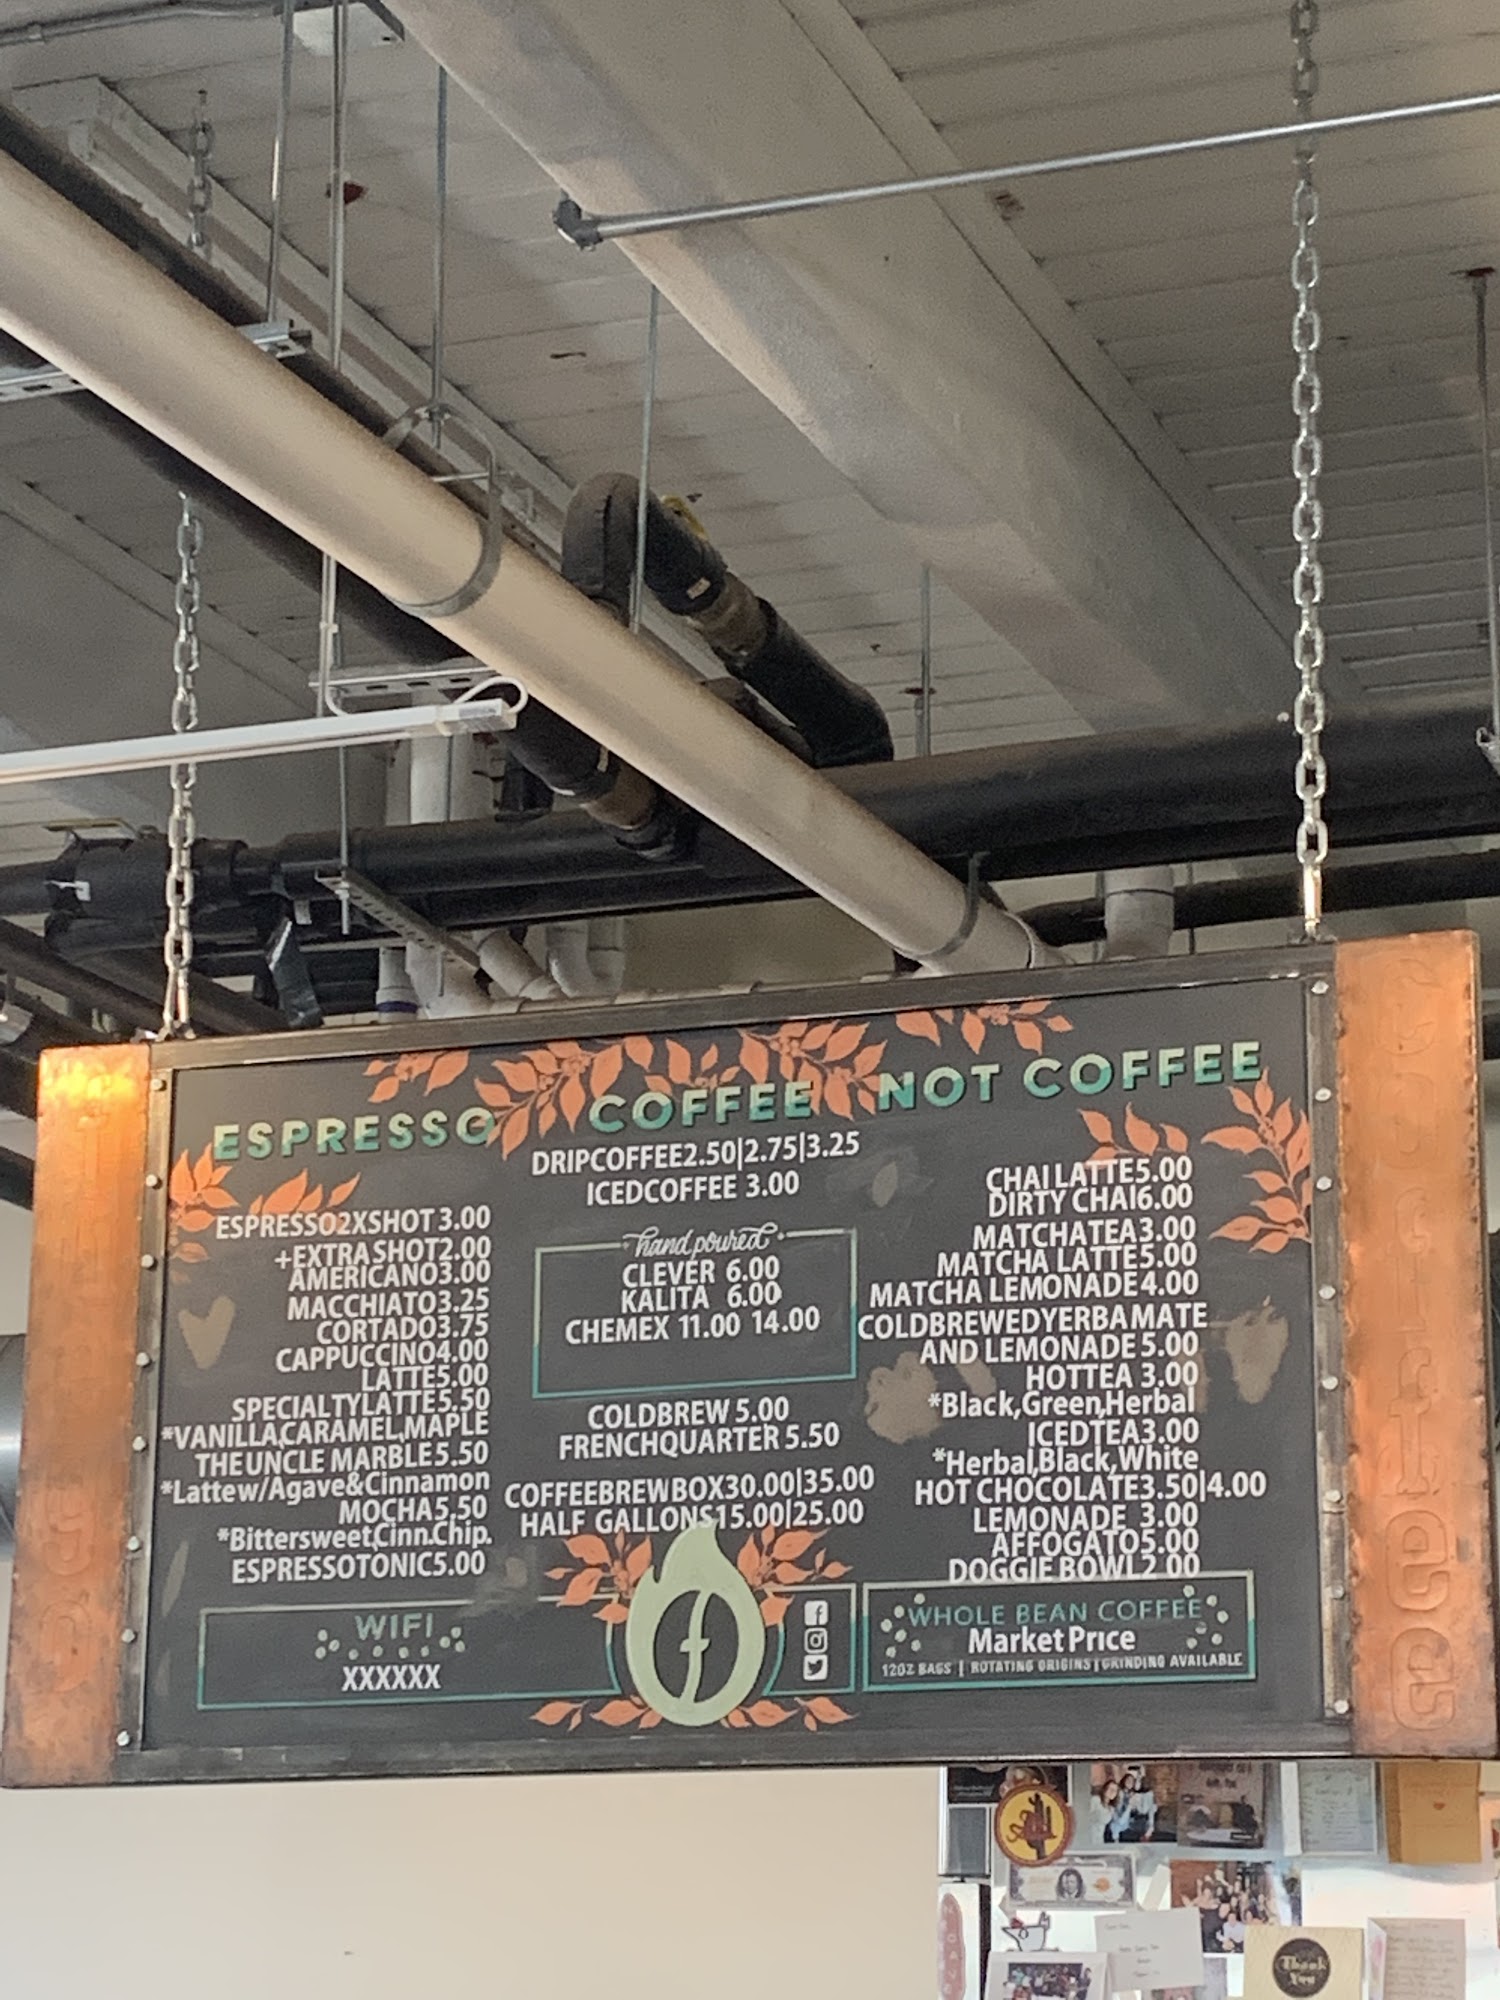 ESPRESSO
ESPRESSO2XSHOT 3.00
+EXTRA SHOT2.00
AMERICANO3.00
MACCHIATO3.25
CORTADO3.75
CAPPUCCINO4.00
LATTE5.00
SPECIALTYLATTE5.50
*VANILLA,CARAMEL,MAPLE
THEUNCLE MARBLE5.50
*Lattew/Agave&Cinnamon
MOCHA5.50
*Bittersweet,Cinn.Chip.
ESPRESSOTONIC5.00
WIFI
XXXXXX
COFFEE
DRIPCOFFEE2.50|2.75|3.25
ICEDCOFFEE 3.00
hand poured
CLEVER 6.00
KALITA 6.00
CHEMEX 11.00 14.00
COLDBREW 5.00
FRENCHQUARTER 5.50
COFFEEBREWBOX30.00|35.00
HALF GALLONS15.00|25.00
f
NOT COFFEE
CHAI LATTE5.00
DIRTY CHAI6.00
MATCHATEA3.00
MATCHA LATTE5.00
MATCHA LEMONADE4.00
COLDBREWEDYERBAMATE
AND LEMONADE 5.00
HOTTEA 3.00
*Black,Green,Herbal
ICEDTEA3.00
*Herbal,Black,White
HOT CHOCOLATE3.50|4.00
LEMONADE 3.00
AFFOGATO5.00
DOGGIE BOWL2 00
WHOLE BEAN COFFEE
Market Price
12OZ BAGS | ROTATING ORIGINS | GRINDING AVAILABLE
Coffee
Thank
You